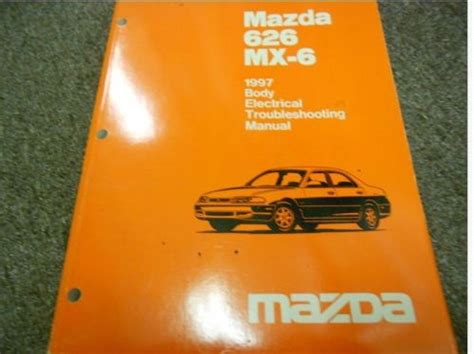 Mazda
626
MX-6
1997
Body
Electrical
Troubleshooting
Manual
mazda